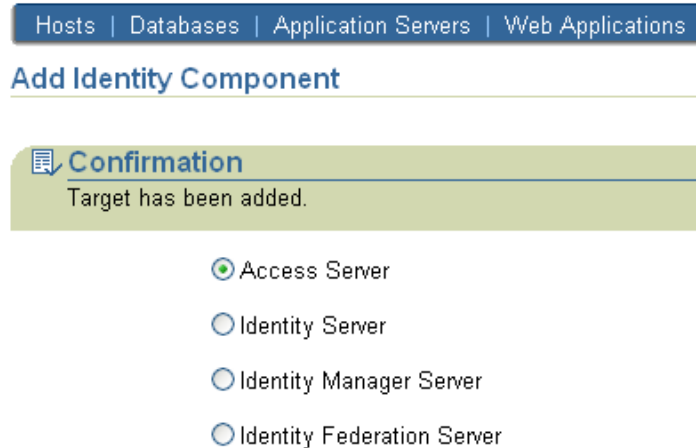 Hosts | Databases | Application Servers | Web Applications
Add Identity Component
Confirmation
Target has been added.
Access Server
Identity Server
Identity Manager Server
Identity Federation Server